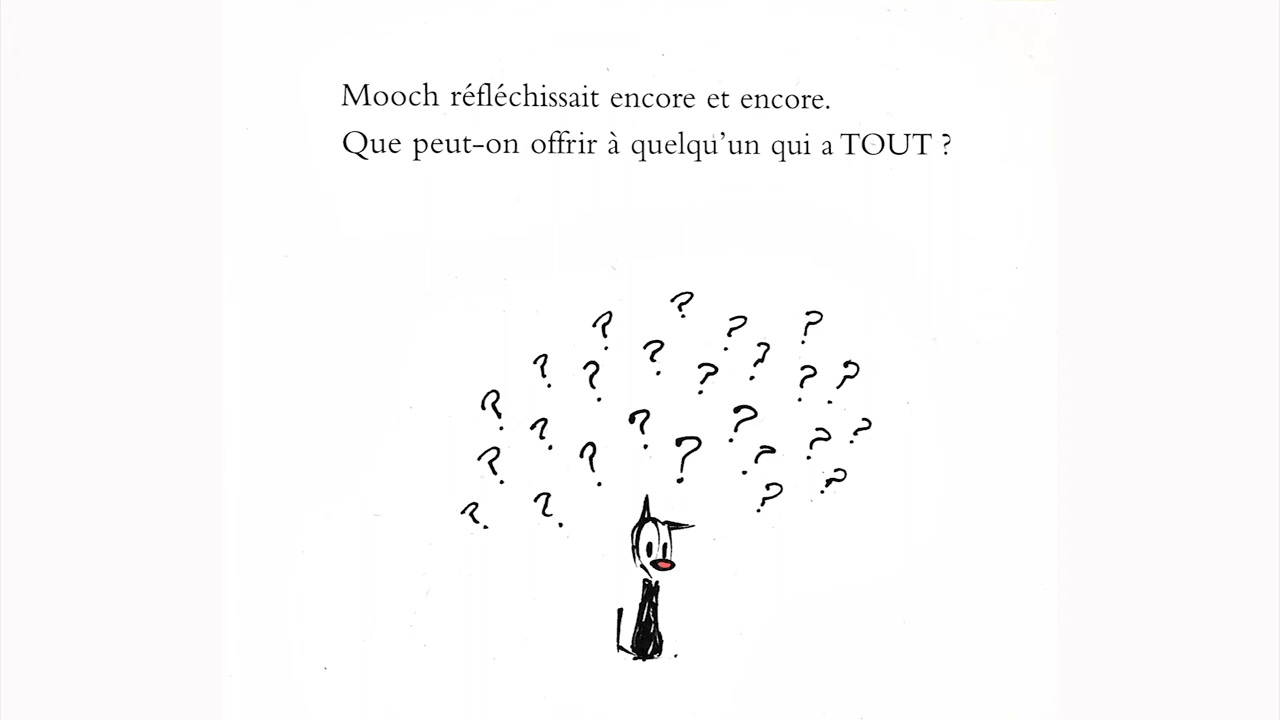 Mooch réfléchissait encore et encore.
Que peut-on offrir à quelqu'un qui a TOUT ?